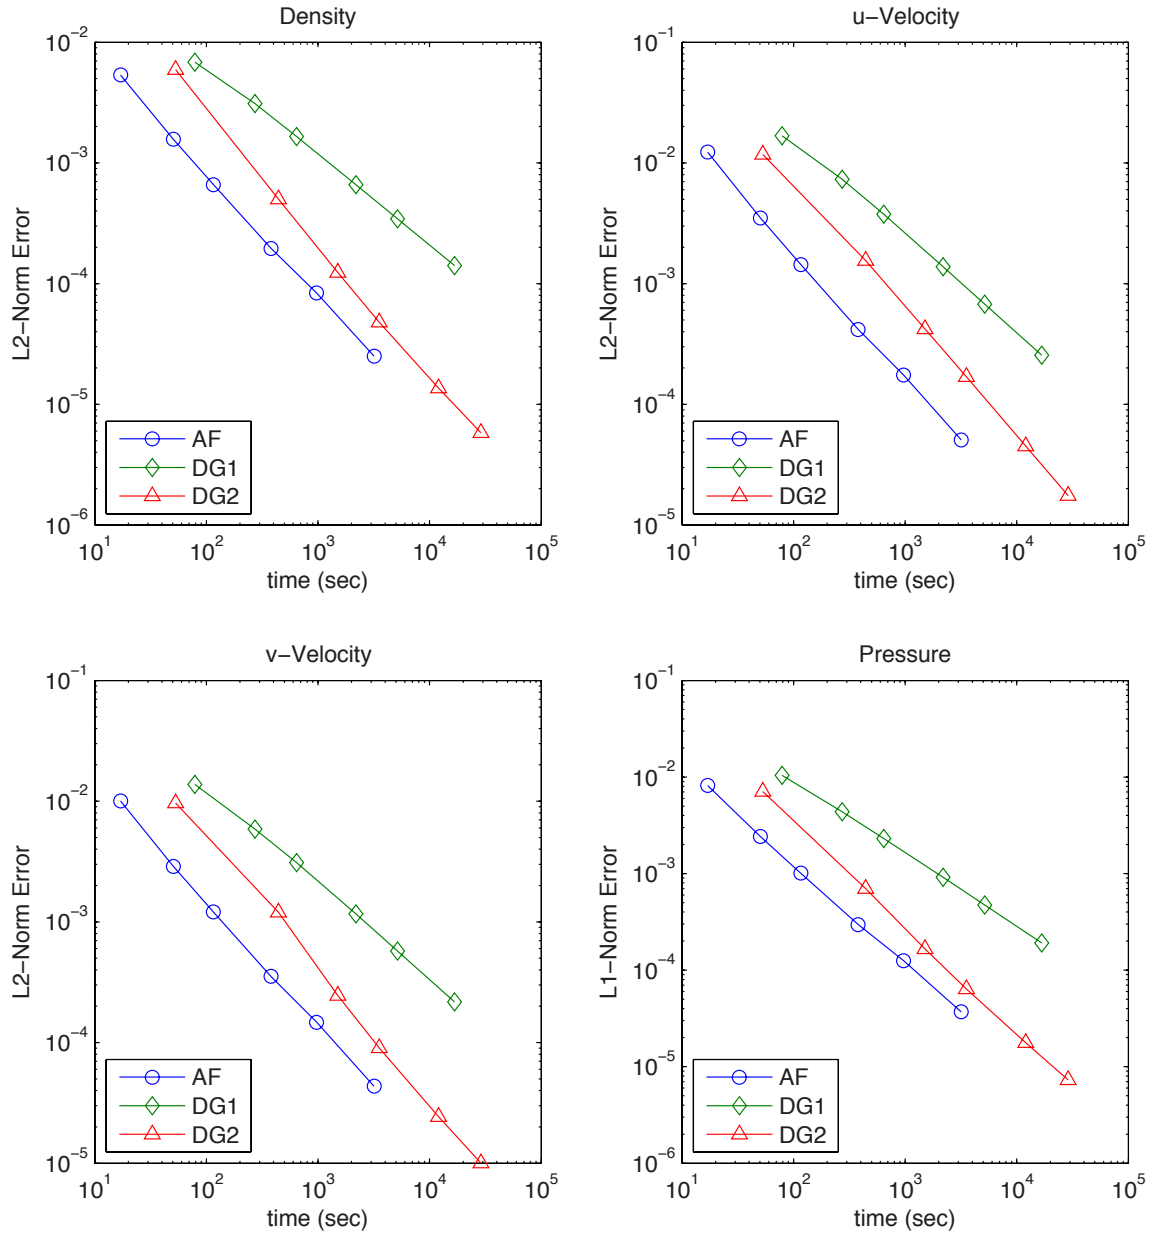 Density
L2−Norm Error
10^−2
10^−3
10^−4
10^−5
10^−6
AF
DG1
DG2
10^1 10^2 10^3 10^4 10^5
time (sec)
u−Velocity
L2−Norm Error
10^−1
10^−2
10^−3
10^−4
10^−5
AF
DG1
DG2
10^1 10^2 10^3 10^4 10^5
time (sec)
v−Velocity
L2−Norm Error
10^−1
10^−2
10^−3
10^−4
10^−5
AF
DG1
DG2
10^1 10^2 10^3 10^4 10^5
time (sec)
Pressure
L1−Norm Error
10^−1
10^−2
10^−3
10^−4
10^−5
10^−6
AF
DG1
DG2
10^1 10^2 10^3 10^4 10^5
time (sec)